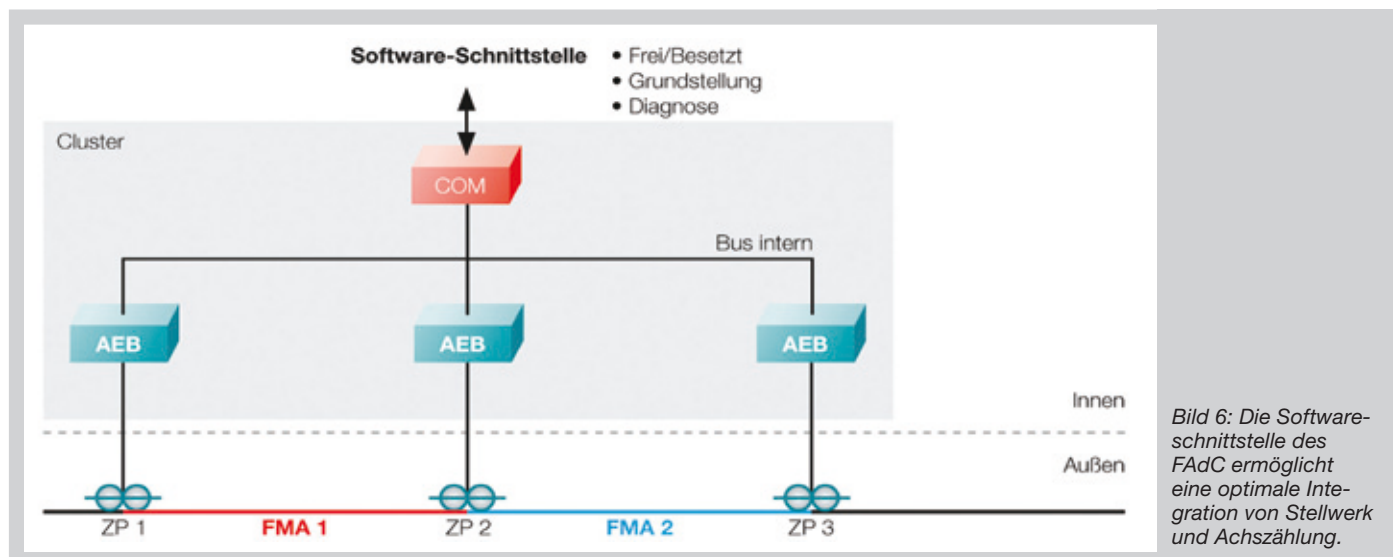 Software-Schnittstelle
• Frei/Besetzt
• Grundstellung
• Diagnose
Cluster
COM
Bus intern
AEB
AEB
AEB
Innen
Außen
ZP 1
FMA 1
ZP 2
FMA 2
ZP 3
Bild 6: Die Software-
schnittstelle des
FAdC ermöglicht
eine optimale Inte-
gration von Stellwerk
und Achszählung.